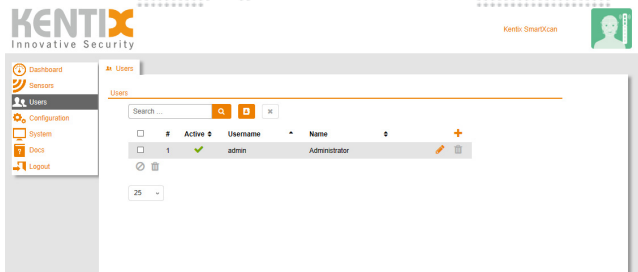 KENTIX
Innovative Security
Kentix SmartXcan
Dashboard
Sensors
Users
Configuration
System
Docs
Logout
Users
Users
Search ...
# Active Username Name
1 admin Administrator
25